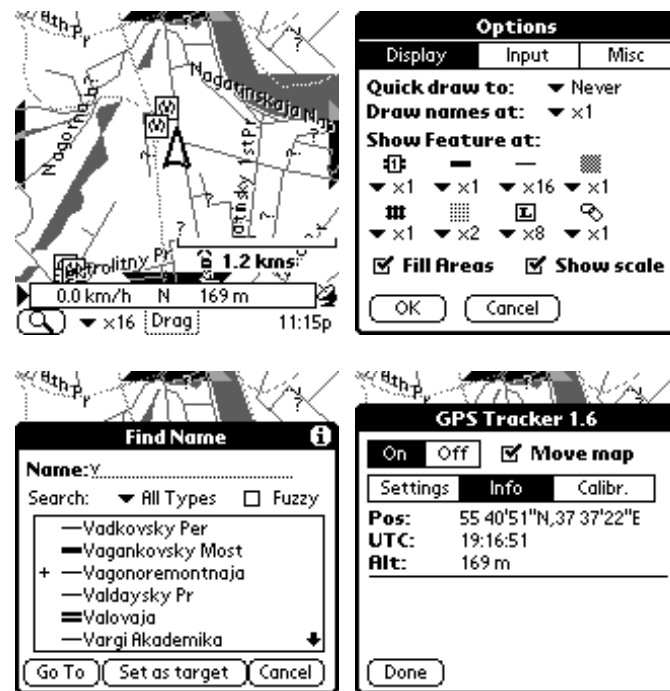 8th Pr
Nagatinskaja Nab
1st Pr
1.2 kms
0.0 km/h N 169 m
x16 Drag 11:15p
Options
Display Input Misc
Quick draw to: Never
Draw names at: x1
Show Feature at:
x1 x1 x16 x1
x1 x2 x8 x1
Fill Areas Show scale
OK Cancel
8th Pr
Find Name
Name: v
Search: All Types Fuzzy
Vadkovsky Per
Vagankovsky Most
+ Vagonoremontnaja
Valdaysky Pr
Valovaja
Vargi Akademika
Go To Set as target Cancel
8th Pr
GPS Tracker 1.6
On Off Move map
Settings Info Calibr.
Pos: 55 40'51"N,37 37'22"E
UTC: 19:16:51
Alt: 169 m
Done